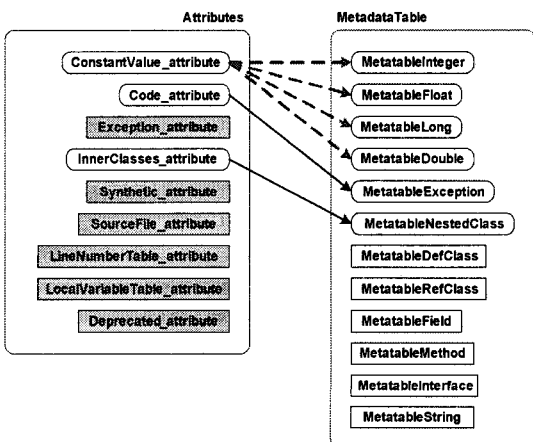 Attributes
ConstantValue_attribute
Code_attribute
Exception_attribute
InnerClasses_attribute
Synthetic_attribute
SourceFile_attribute
LineNumberTable_attribute
LocalVariableTable_attribute
Deprecated_attribute
MetadataTable
MetatableInteger
MetatableFloat
MetatableLong
MetatableDouble
MetatableException
MetatableNestedClass
MetatableDefClass
MetatableRefClass
MetatableField
MetatableMethod
MetatableInterface
MetatableString